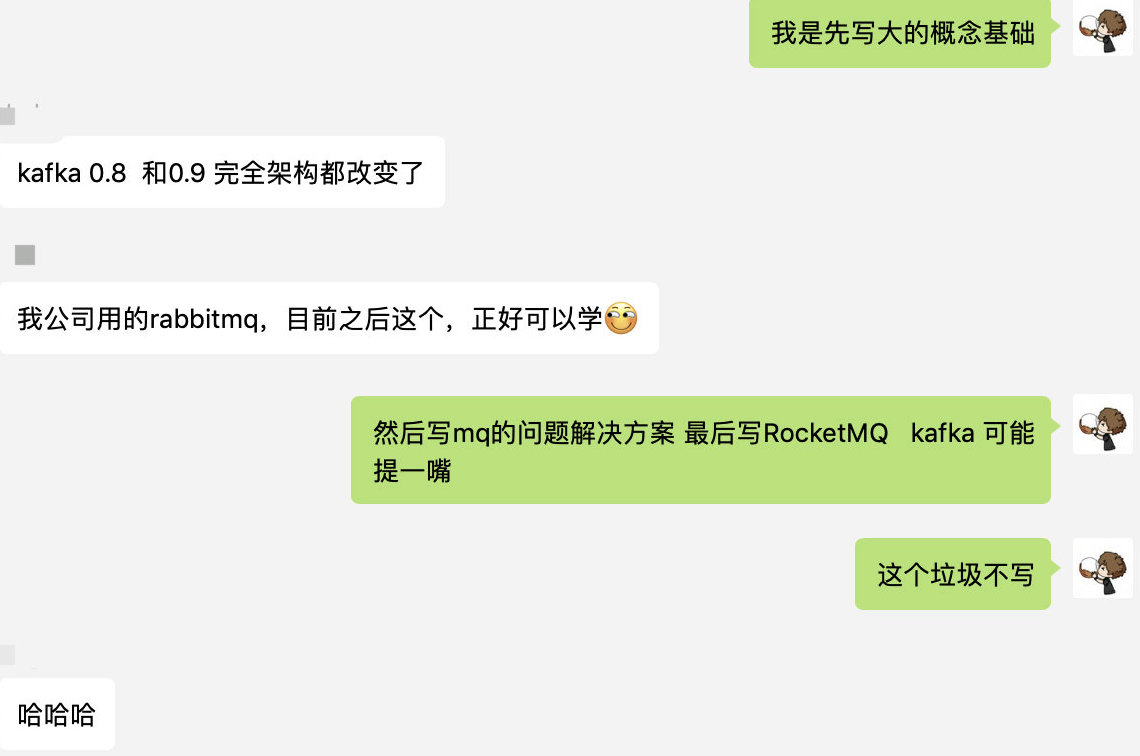 我是先写大的概念基础
kafka 0.8 和0.9 完全架构都改变了
我公司用的rabbitmq，目前之后这个，正好可以学
然后写mq的问题解决方案 最后写RocketMQ kafka 可能
提一嘴
这个垃圾不写
哈哈哈